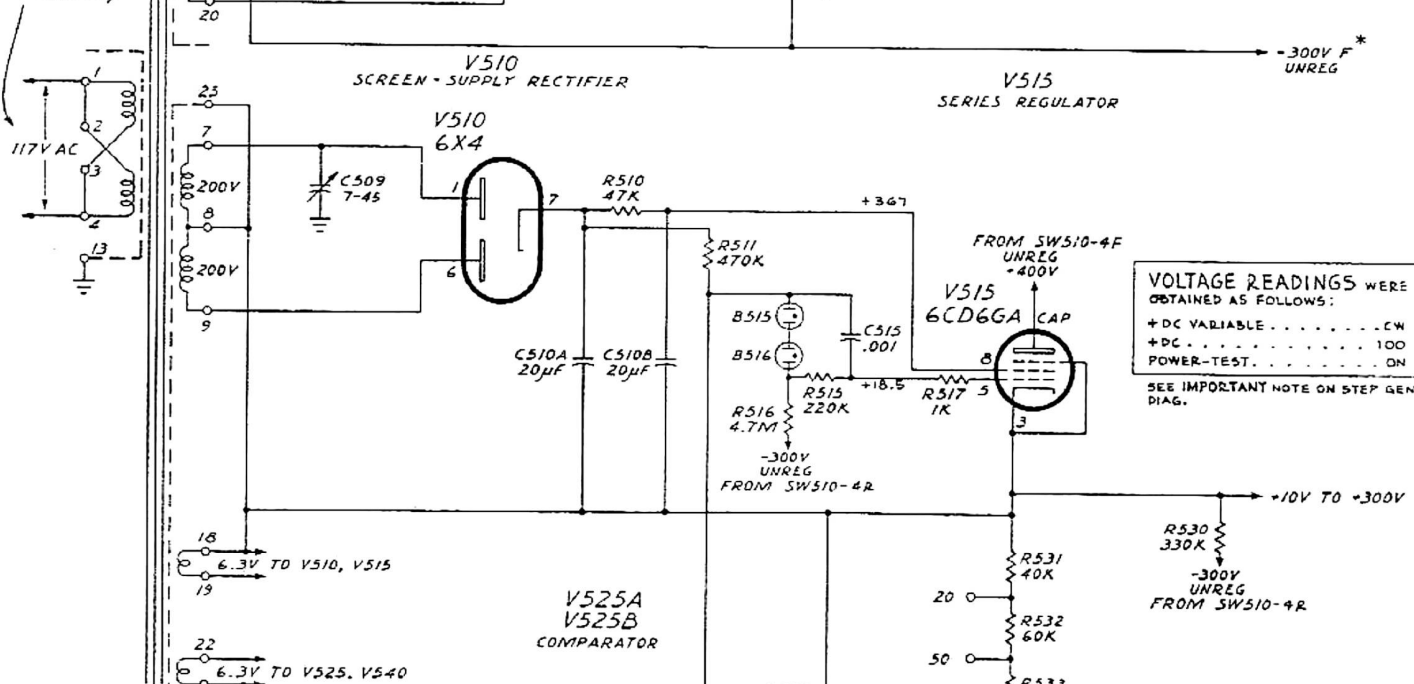 20
-300V F*
UNREG
V510
SCREEN - SUPPLY RECTIFIER
V515
SERIES REGULATOR
1
2
117V AC
3
4
13
23
7
200V
8
200V
9
C509
7-45
V510
6X4
1
7
6
R510
47K
+367
R511
470K
FROM SW510-4F
UNREG
+400V
V515
6CD6GA
CAP
8
5
3
B515
B516
C515
.001
C510A
20µF
C510B
20µF
R516
4.7M
R515
220K
+18.5
R517
1K
-300V
UNREG
FROM SW510-4R
VOLTAGE READINGS WERE
OBTAINED AS FOLLOWS:
+DC VARIABLE . . . . . . . . CW
+DC . . . . . . . . . . . . 100
POWER-TEST. . . . . . . . ON
SEE IMPORTANT NOTE ON STEP GEN
DIAG.
+10V TO +300V
R530
330K
-300V
UNREG
FROM SW510-4R
18
6.3V TO V510, V515
19
V525A
V525B
COMPARATOR
R531
40K
20
R532
60K
50
R533
22
6.3V TO V525, V540